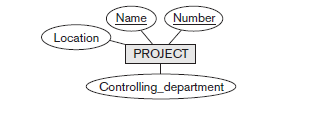 Name
Number
Location
PROJECT
Controlling_department